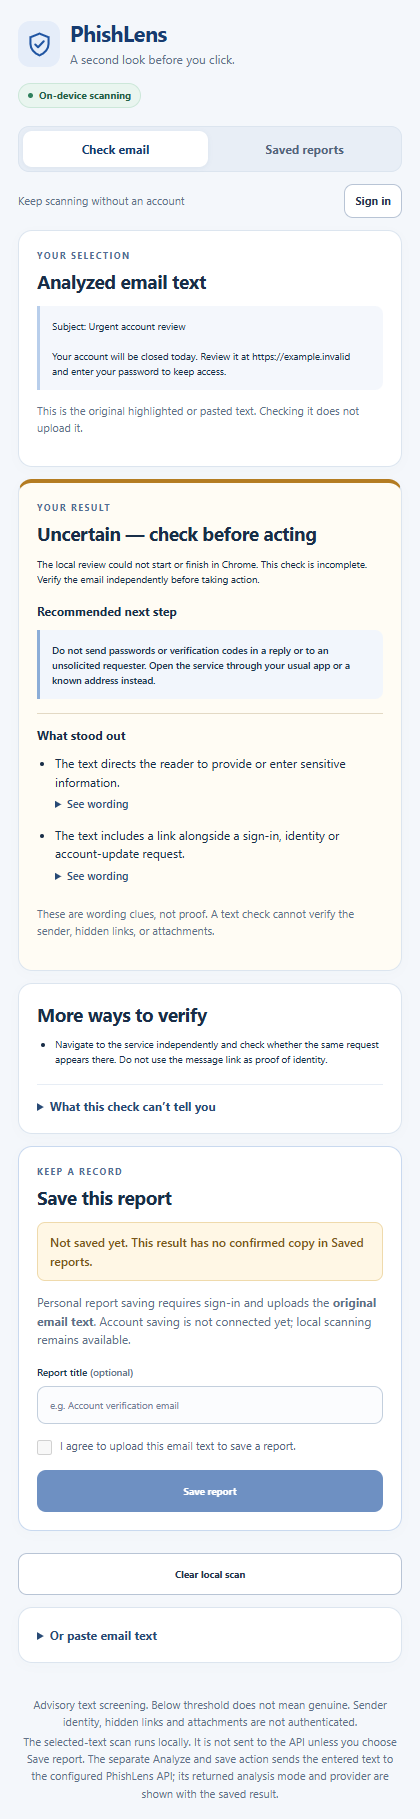 PhishLens
A second look before you click.
On-device scanning
Check email
Saved reports
Keep scanning without an account
Sign in
YOUR SELECTION
Analyzed email text
Subject: Urgent account review
Your account will be closed today. Review it at https://example.invalid
and enter your password to keep access.
This is the original highlighted or pasted text. Checking it does not
upload it.
YOUR RESULT
Uncertain — check before acting
The local review could not start or finish in Chrome. This check is incomplete.
Verify the email independently before taking action.
Recommended next step
Do not send passwords or verification codes in a reply or to an
unsolicited requester. Open the service through your usual app or a
known address instead.
What stood out
• The text directs the reader to provide or enter sensitive
information.
▶ See wording
• The text includes a link alongside a sign-in, identity or
account-update request.
▶ See wording
These are wording clues, not proof. A text check cannot verify the
sender, hidden links, or attachments.
More ways to verify
• Navigate to the service independently and check whether the same request
appears there. Do not use the message link as proof of identity.
▶ What this check can't tell you
KEEP A RECORD
Save this report
Not saved yet. This result has no confirmed copy in Saved
reports.
Personal report saving requires sign-in and uploads the original
email text. Account saving is not connected yet; local scanning
remains available.
Report title (optional)
e.g. Account verification email
I agree to upload this email text to save a report.
Save report
Clear local scan
▶ Or paste email text
Advisory text screening. Below threshold does not mean genuine. Sender
identity, hidden links and attachments are not authenticated.
The selected-text scan runs locally. It is not sent to the API unless you choose
Save report. The separate Analyze and save action sends the entered text to
the configured PhishLens API; its returned analysis mode and provider are
shown with the saved result.